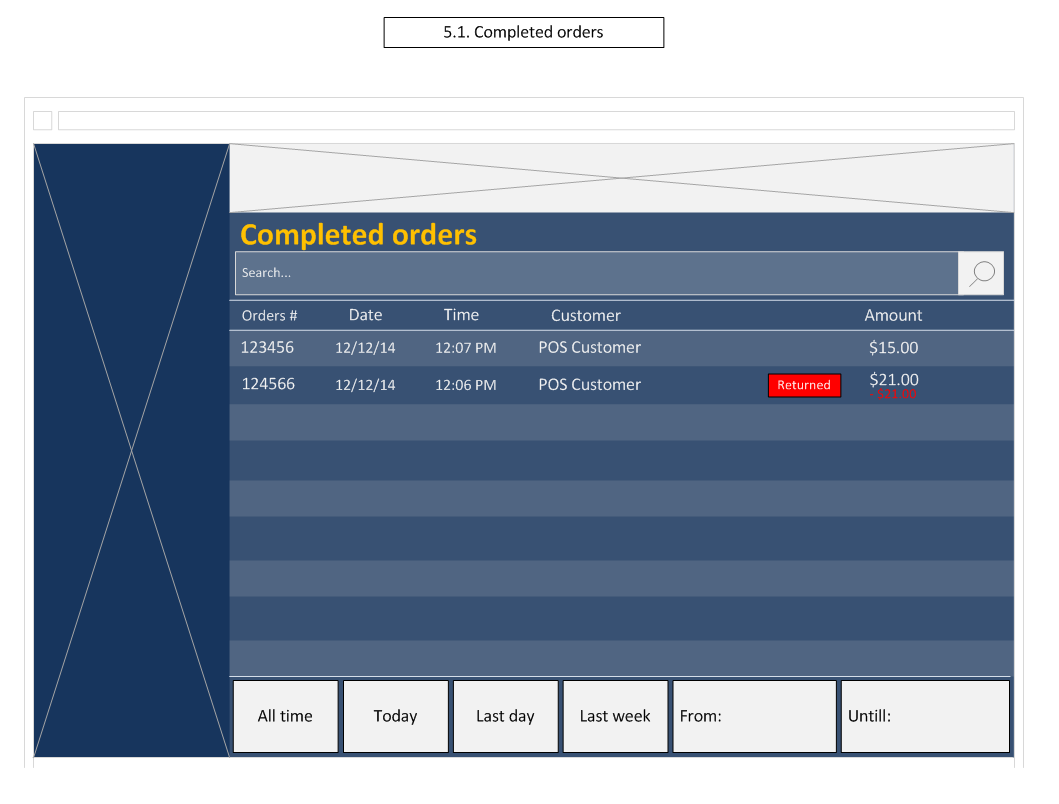 5.1. Completed orders
Completed orders
Search...
Orders # Date Time Customer Amount
123456 12/12/14 12:07 PM POS Customer $15.00
124566 12/12/14 12:06 PM POS Customer Returned $21.00
- $21.00
All time Today Last day Last week From: Untill: